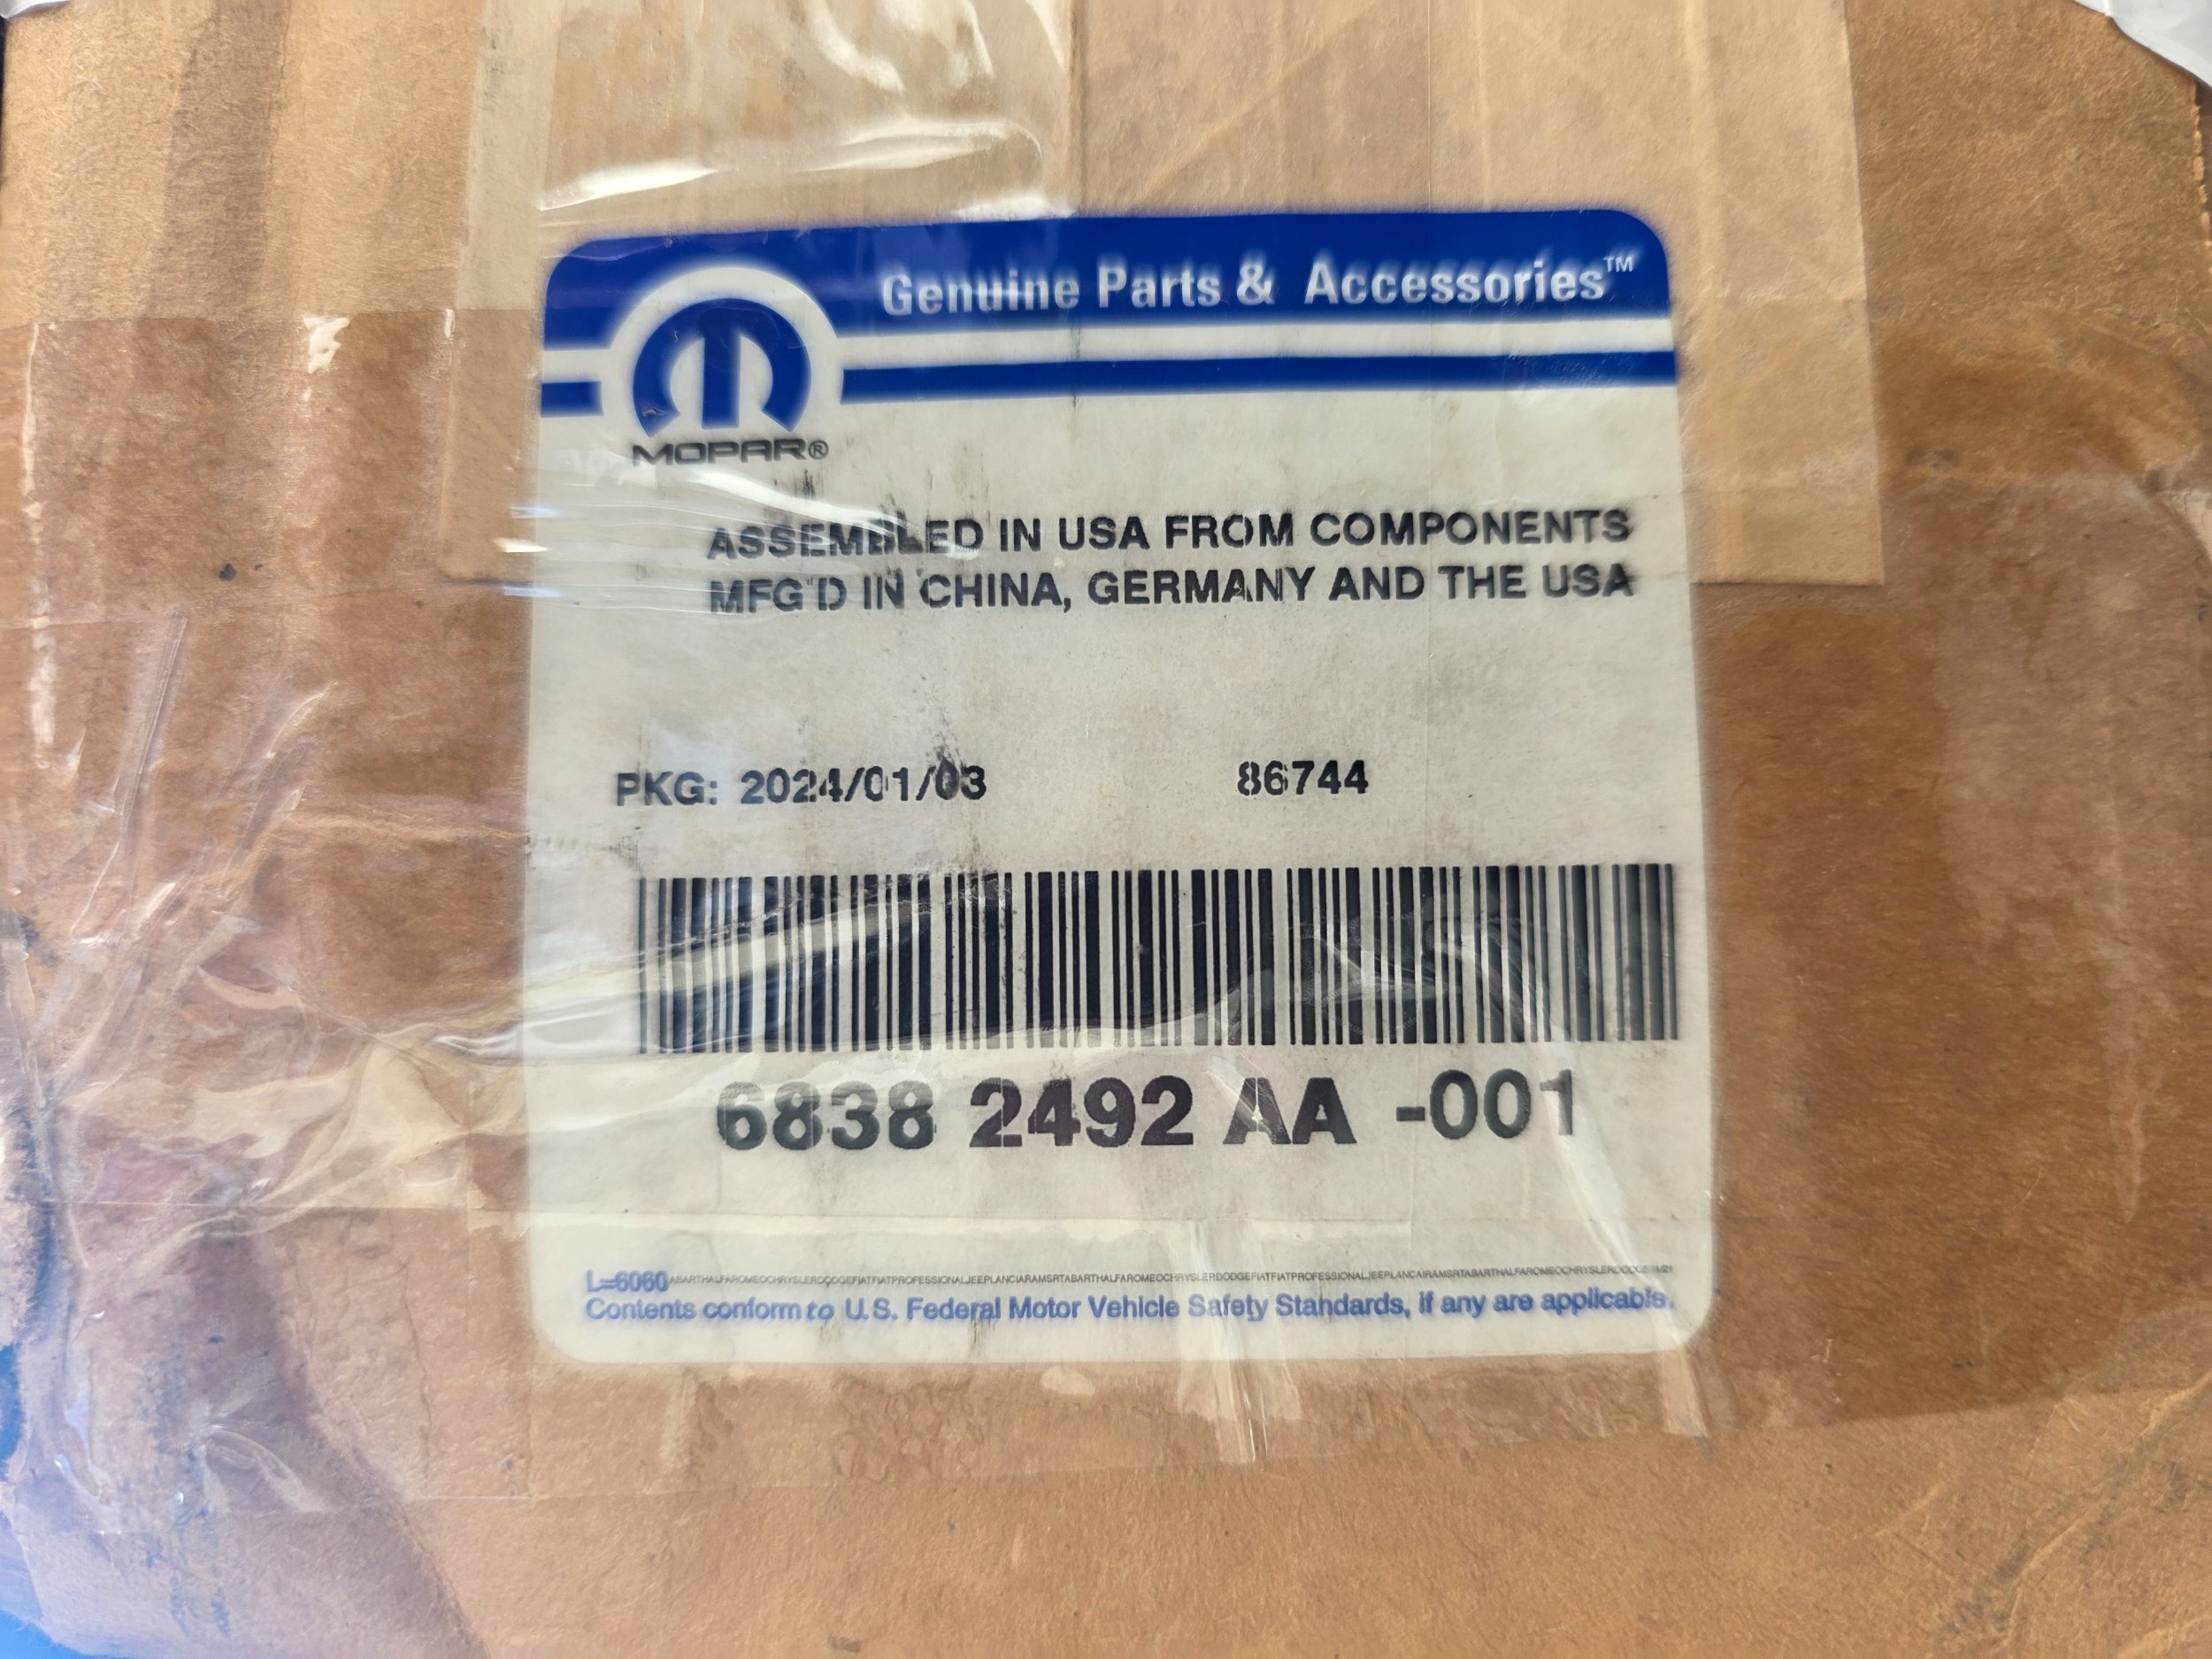 Genuine Parts & Accessories™
MOPAR®
ASSEMBLED IN USA FROM COMPONENTS
MFG'D IN CHINA, GERMANY AND THE USA
PKG: 2024/01/03 86744
6838 2492 AA -001
L=6060
Contents conform to U.S. Federal Motor Vehicle Safety Standards, if any are applicable.